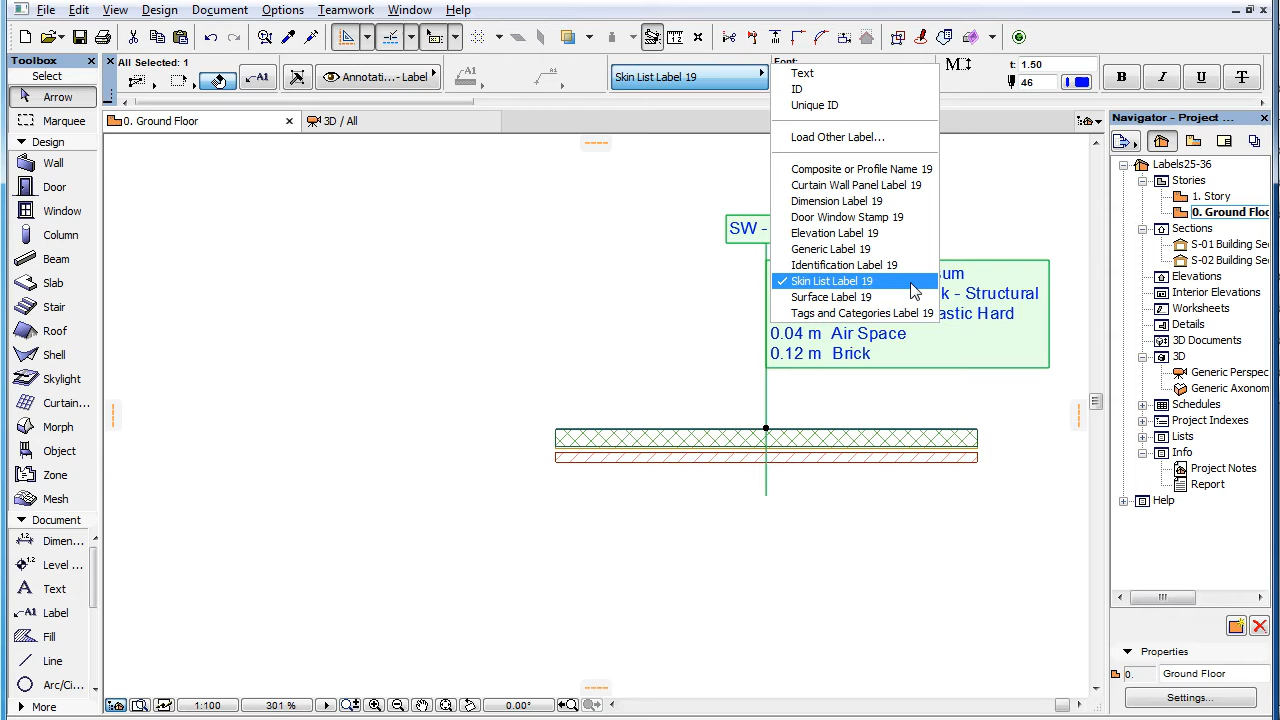 File Edit View Design Document Options Teamwork Window Help
Toolbox
Select
Arrow
Marquee
Design
Wall
Door
Window
Column
Beam
Slab
Stair
Roof
Shell
Skylight
Curtain...
Morph
Object
Zone
Mesh
Document
Dimen...
Level ...
Text
Label
Fill
Line
Arc/Ci...
More
All Selected: 1
Annotati... - Label
Skin List Label 19
t: 1.50
46
B I U T
0. Ground Floor
3D / All
Text
ID
Unique ID
Load Other Label...
Composite or Profile Name 19
Curtain Wall Panel Label 19
Dimension Label 19
Door Window Stamp 19
Elevation Label 19
Generic Label 19
Identification Label 19
Skin List Label 19
Surface Label 19
Tags and Categories Label 19
SW -
um
k - Structural
astic Hard
0.04 m Air Space
0.12 m Brick
Navigator - Project ...
Labels25-36
Stories
1. Story
0. Ground Floo
Sections
S-01 Building Se
S-02 Building Se
Elevations
Interior Elevations
Worksheets
Details
3D Documents
3D
Generic Perspec
Generic Axonom
Schedules
Project Indexes
Lists
Info
Project Notes
Report
Help
Properties
0. Ground Floor
Settings...
1:100
301 %
0.00°